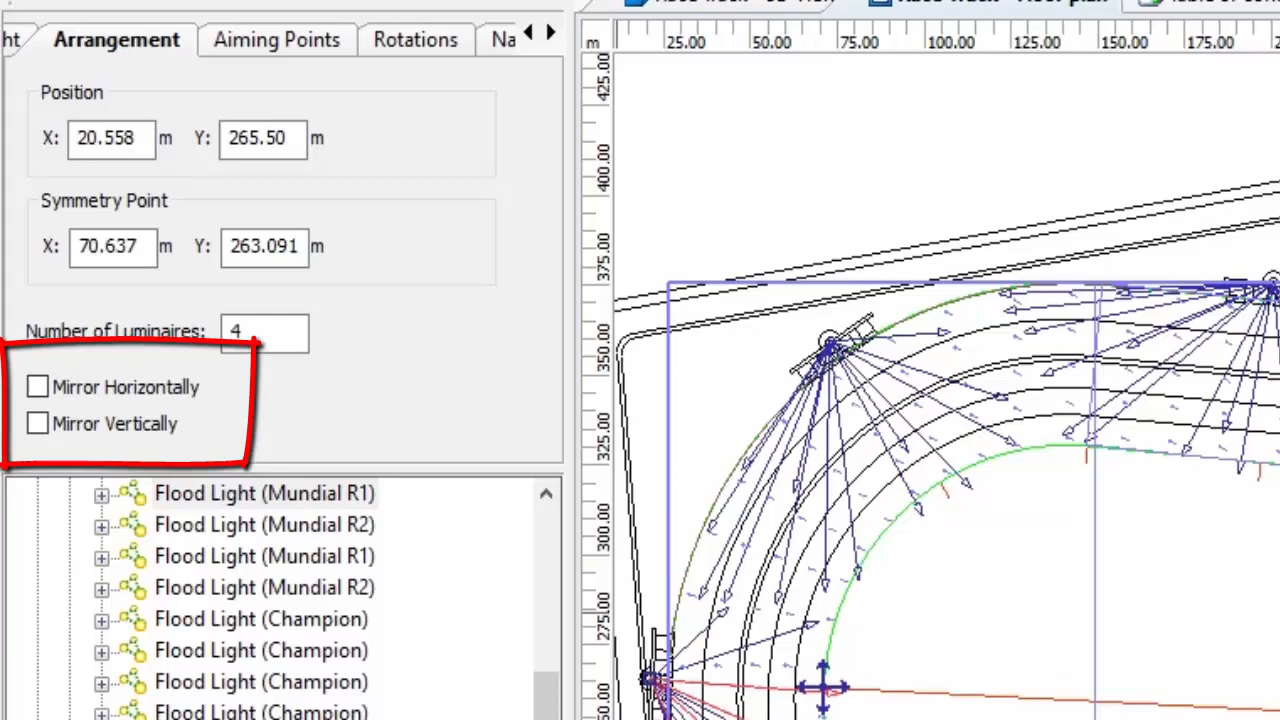 ht Arrangement Aiming Points Rotations Na
Position
X: 20.558 m Y: 265.50 m
Symmetry Point
X: 70.637 m Y: 263.091 m
Number of Luminaires: 4
Mirror Horizontally
Mirror Vertically
Flood Light (Mundial R1)
Flood Light (Mundial R2)
Flood Light (Mundial R1)
Flood Light (Mundial R2)
Flood Light (Champion)
Flood Light (Champion)
Flood Light (Champion)
Flood Light (Champion)
m 25.00 50.00 75.00 100.00 125.00 150.00 175.00
425.00
400.00
375.00
350.00
325.00
300.00
275.00
50.00